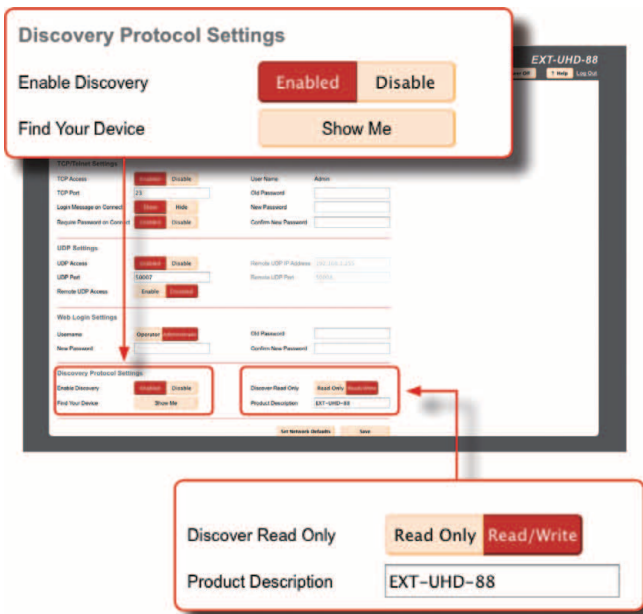 Discovery Protocol Settings
Enable Discovery Enabled Disable
Find Your Device Show Me
EXT-UHD-88
? Help Log Out
TCP/Telnet Settings
TCP Access Enabled Disable User Name Admin
TCP Port 23 Old Password
Login Message on Connect Show Hide New Password
Require Password on Connect Disable Confirm New Password
UDP Settings
UDP Access Enabled Disable Remote UDP IP Address
UDP Port 50007 Remote UDP Port
Remote UDP Access Enable Disabled
Web Login Settings
Username Operator Administrator Old Password
New Password Confirm New Password
Discovery Protocol Settings
Enable Discovery Enabled Disable Discover Read Only Read Only Read/Write
Find Your Device Show Me Product Description EXT-UHD-88
Set Network Defaults Save
Discover Read Only Read Only Read/Write
Product Description EXT-UHD-88